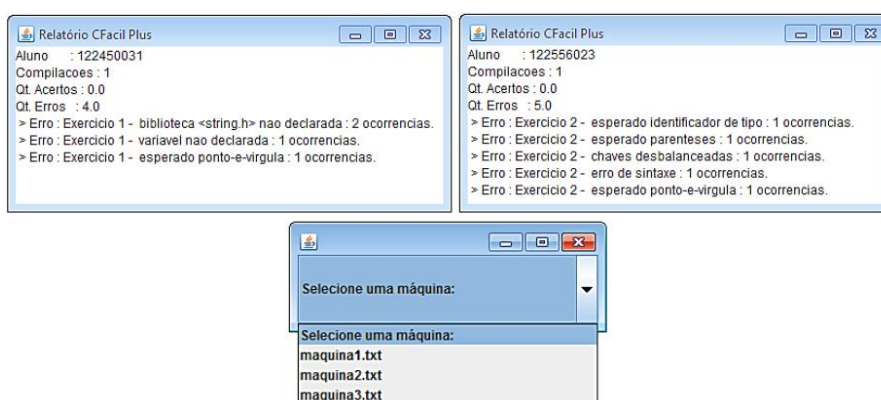 Relatório CFacil Plus
Aluno : 122450031
Compilacoes : 1
Qt. Acertos : 0.0
Qt. Erros : 4.0
> Erro : Exercicio 1 - biblioteca <string.h> nao declarada : 2 ocorrencias.
> Erro : Exercicio 1 - variavel nao declarada : 1 ocorrencias.
> Erro : Exercicio 1 - esperado ponto-e-virgula : 1 ocorrencias.
Relatório CFacil Plus
Aluno : 122556023
Compilacoes : 1
Qt. Acertos : 0.0
Qt. Erros : 5.0
> Erro : Exercicio 2 - esperado identificador de tipo : 1 ocorrencias.
> Erro : Exercicio 2 - esperado parenteses : 1 ocorrencias.
> Erro : Exercicio 2 - chaves desbalanceadas : 1 ocorrencias.
> Erro : Exercicio 2 - erro de sintaxe : 1 ocorrencias.
> Erro : Exercicio 2 - esperado ponto-e-virgula : 1 ocorrencias.
Selecione uma máquina:
Selecione uma máquina:
maquina1.txt
maquina2.txt
maquina3.txt